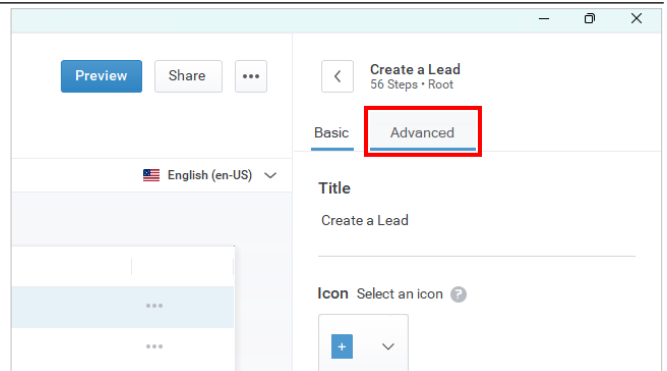 Preview
Share
Create a Lead
56 Steps • Root
Basic
Advanced
English (en-US)
Title
Create a Lead
Icon Select an icon ?